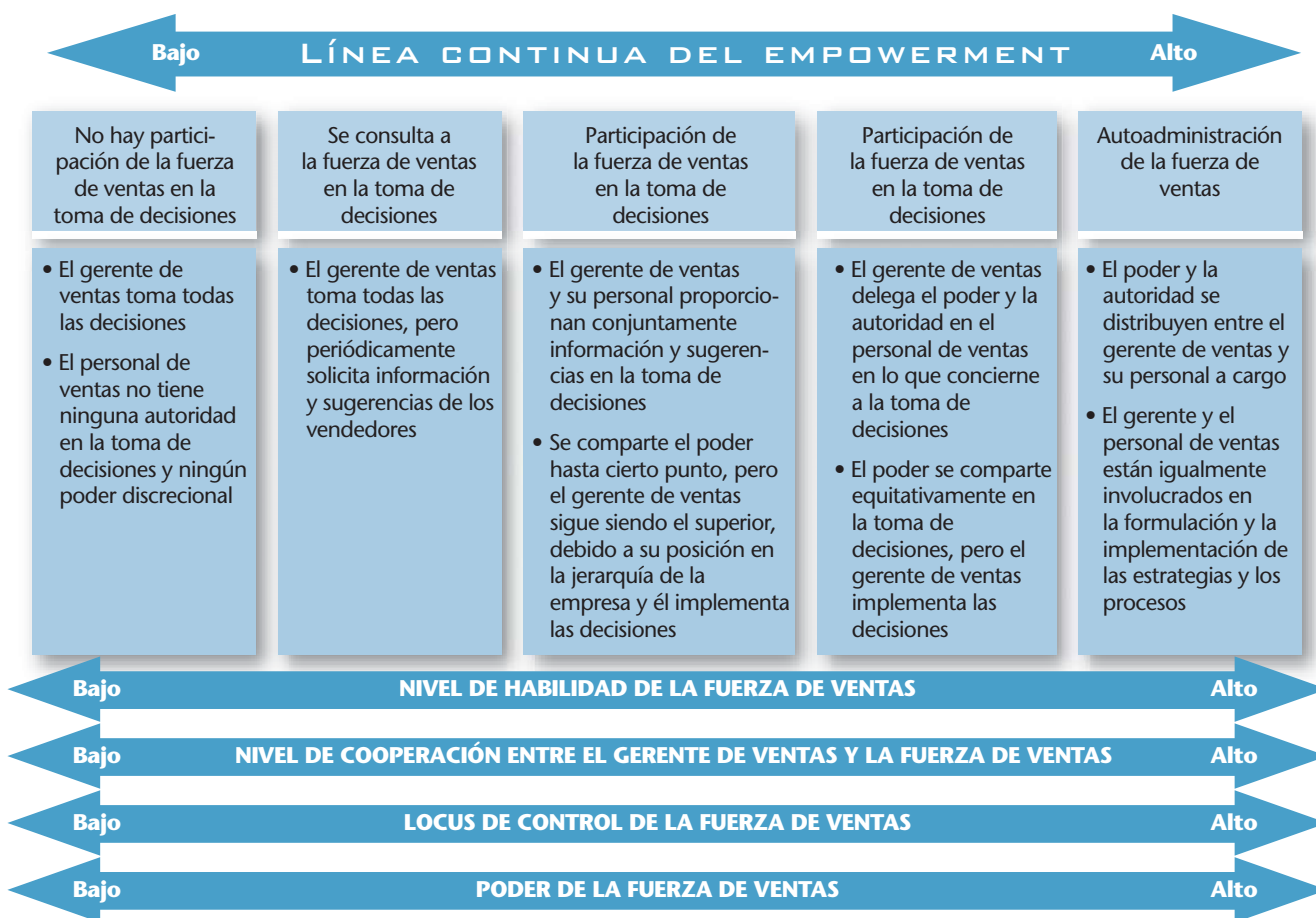 Bajo LÍNEA CONTINUA DEL EMPOWERMENT Alto
No hay partici-
pación de la fuerza
de ventas en la
toma de decisiones
• El gerente de
ventas toma todas
las decisiones
• El personal de
ventas no tiene
ninguna autoridad
en la toma de
decisiones y ningún
poder discrecional
Se consulta a
la fuerza de ventas
en la toma de
decisiones
• El gerente de ventas
toma todas las
decisiones, pero
periódicamente
solicita información
y sugerencias de los
vendedores
Participación de
la fuerza de ventas
en la toma de
decisiones
• El gerente de ventas
y su personal proporcio-
nan conjuntamente
información y sugeren-
cias en la toma de
decisiones
• Se comparte el poder
hasta cierto punto, pero
el gerente de ventas
sigue siendo el superior,
debido a su posición en
la jerarquía de la
empresa y él implementa
las decisiones
Participación de
la fuerza de ventas
en la toma de
decisiones
• El gerente de ventas
delega el poder y la
autoridad en el
personal de ventas
en lo que concierne
a la toma de
decisiones
• El poder se comparte
equitativamente en
la toma de
decisiones, pero el
gerente de ventas
implementa las
decisiones
Autoadministración
de la fuerza de
ventas
• El poder y la
autoridad se
distribuyen entre el
gerente de ventas y
su personal a cargo
• El gerente y el
personal de ventas
están igualmente
involucrados en
la formulación y la
implementación de
las estrategias y los
procesos
Bajo NIVEL DE HABILIDAD DE LA FUERZA DE VENTAS Alto
Bajo NIVEL DE COOPERACIÓN ENTRE EL GERENTE DE VENTAS Y LA FUERZA DE VENTAS Alto
Bajo LOCUS DE CONTROL DE LA FUERZA DE VENTAS Alto
Bajo PODER DE LA FUERZA DE VENTAS Alto